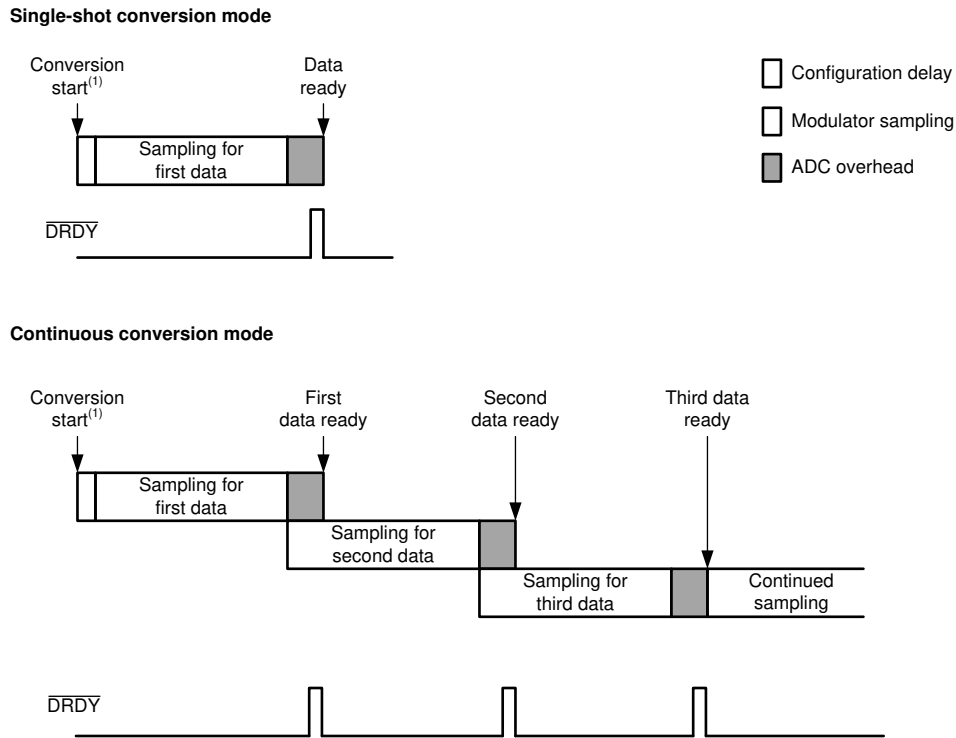 Single-shot conversion mode
Conversion
start(1)
Data
ready
Configuration delay
Modulator sampling
ADC overhead
Sampling for
first data
DRDY
Continuous conversion mode
Conversion
start(1)
First
data ready
Second
data ready
Third data
ready
Sampling for
first data
Sampling for
second data
Sampling for
third data
Continued
sampling
DRDY